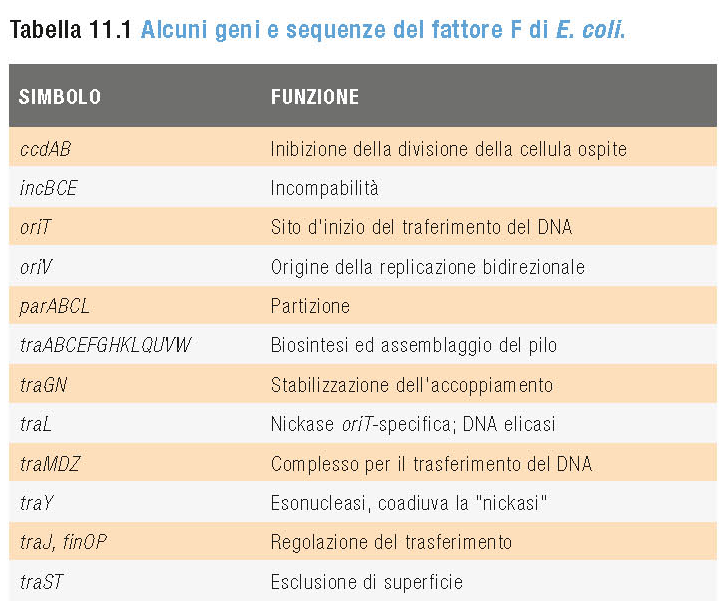 Tabella 11.1 Alcuni geni e sequenze del fattore F di E. coli.
SIMBOLO FUNZIONE
ccdAB Inibizione della divisione della cellula ospite
incBCE Incompabilità
oriT Sito d'inizio del traferimento del DNA
oriV Origine della replicazione bidirezionale
parABCL Partizione
traABCEFGHKLQUVW Biosintesi ed assemblaggio del pilo
traGN Stabilizzazione dell'accoppiamento
traL Nickase oriT-specifica; DNA elicasi
traMDZ Complesso per il trasferimento del DNA
traY Esonucleasi, coadiuva la "nickasi"
traJ, finOP Regolazione del trasferimento
traST Esclusione di superficie